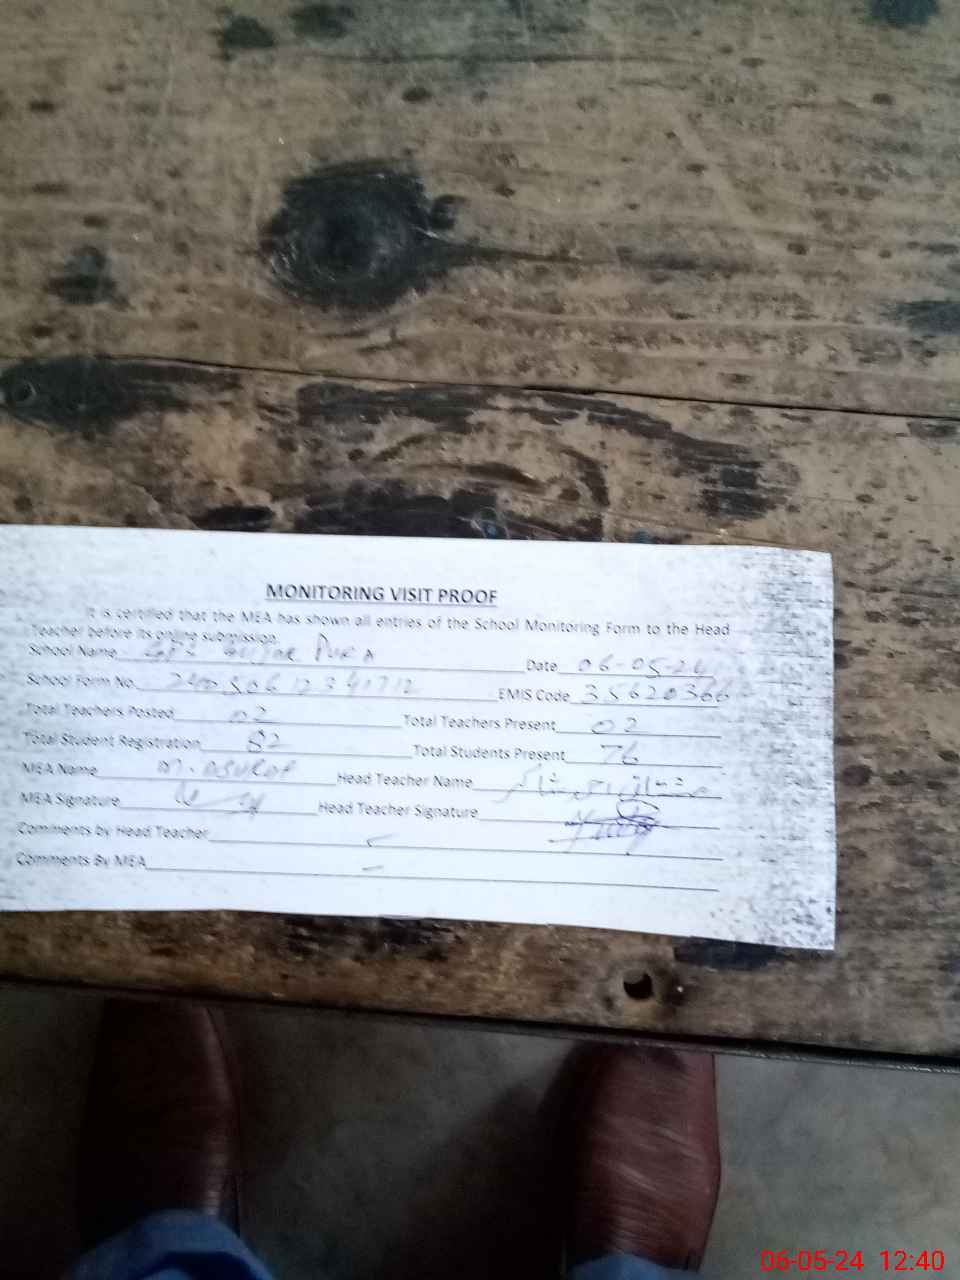 MONITORING VISIT PROOF
It is certified that the MEA has shown all entries of the School Monitoring Form to the Head
Teacher before its online submission.
School Name PURA Date 06-05-24
School Form No. EMIS Code 35620366
Total Teachers Posted 02 Total Teachers Present 02
Total Student Registration 82 Total Students Present 76
MEA Name Head Teacher Name
MEA Signature Head Teacher Signature
Comments by Head Teacher
Comments By MEA
06-05-24 12:40